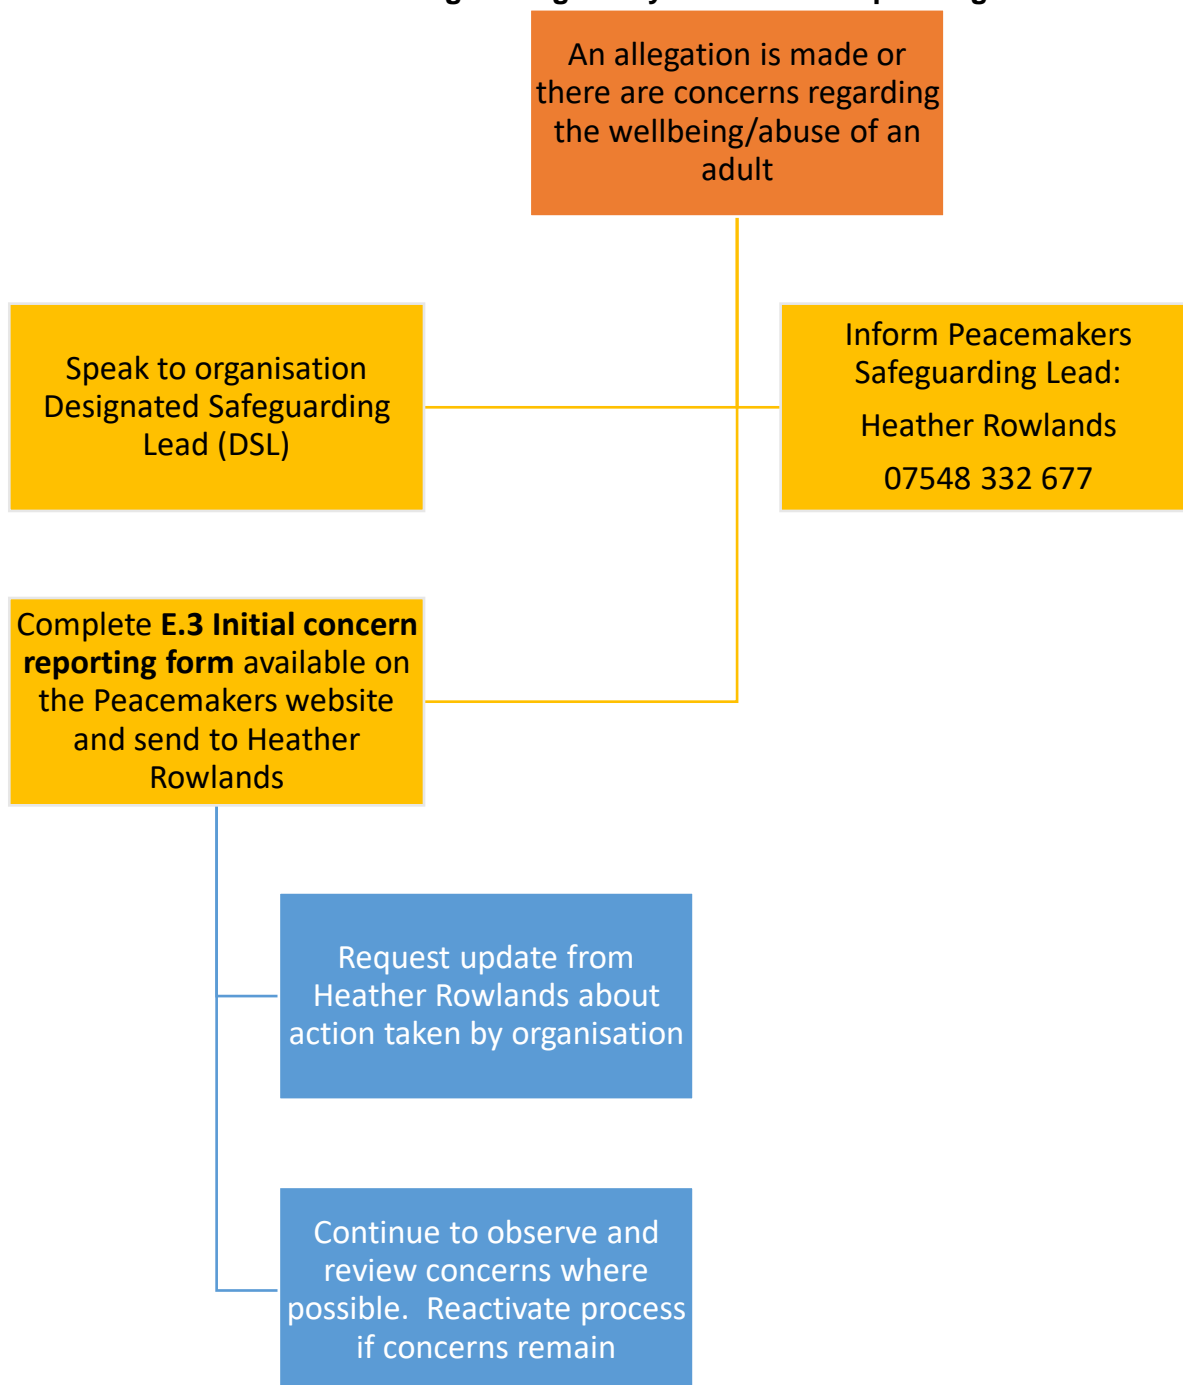 An allegation is made or
there are concerns regarding
the wellbeing/abuse of an
adult
Speak to organisation
Designated Safeguarding
Lead (DSL)
Inform Peacemakers
Safeguarding Lead:
Heather Rowlands
07548 332 677
Complete E.3 Initial concern
reporting form available on
the Peacemakers website
and send to Heather
Rowlands
Request update from
Heather Rowlands about
action taken by organisation
Continue to observe and
review concerns where
possible.  Reactivate process
if concerns remain